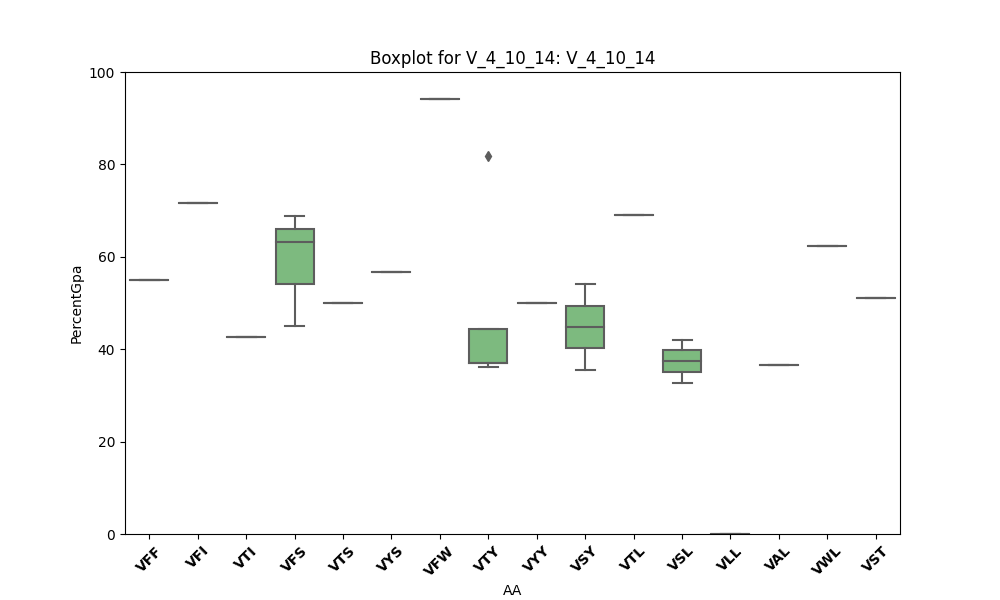 Boxplot for V_4_10_14: V_4_10_14
100
80
60
40
20
0
PercentGpa
VFF VFI VTI VFS VTS VYS VFW VTY VYY VSY VTL VSL VLL VAL VWL VST
AA